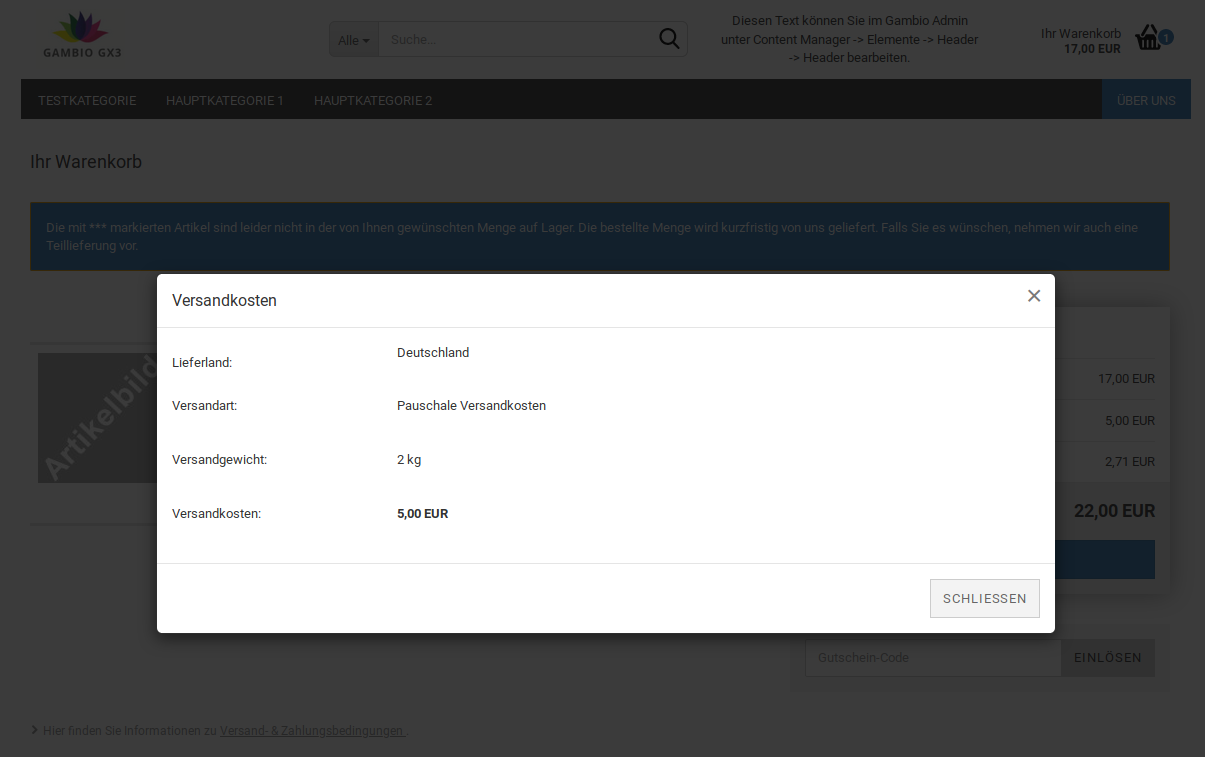 GAMBIO GX3
Alle
Suche...
Diesen Text können Sie im Gambio Admin
unter Content Manager -> Elemente -> Header
-> Header bearbeiten.
Ihr Warenkorb
17,00 EUR
1
TESTKATEGORIE
HAUPTKATEGORIE 1
HAUPTKATEGORIE 2
ÜBER UNS
Ihr Warenkorb
Die mit *** markierten Artikel sind leider nicht in der von Ihnen gewünschten Menge auf Lager. Die bestellte Menge wird kurzfristig von uns geliefert. Falls Sie es wünschen, nehmen wir auch eine
Teillieferung vor.
Versandkosten
Lieferland:
Deutschland
Versandart:
Pauschale Versandkosten
Versandgewicht:
2 kg
Versandkosten:
5,00 EUR
SCHLIESSEN
Artikelbild
17,00 EUR
5,00 EUR
2,71 EUR
22,00 EUR
Gutschein-Code
EINLÖSEN
Hier finden Sie Informationen zu Versand- & Zahlungsbedingungen .